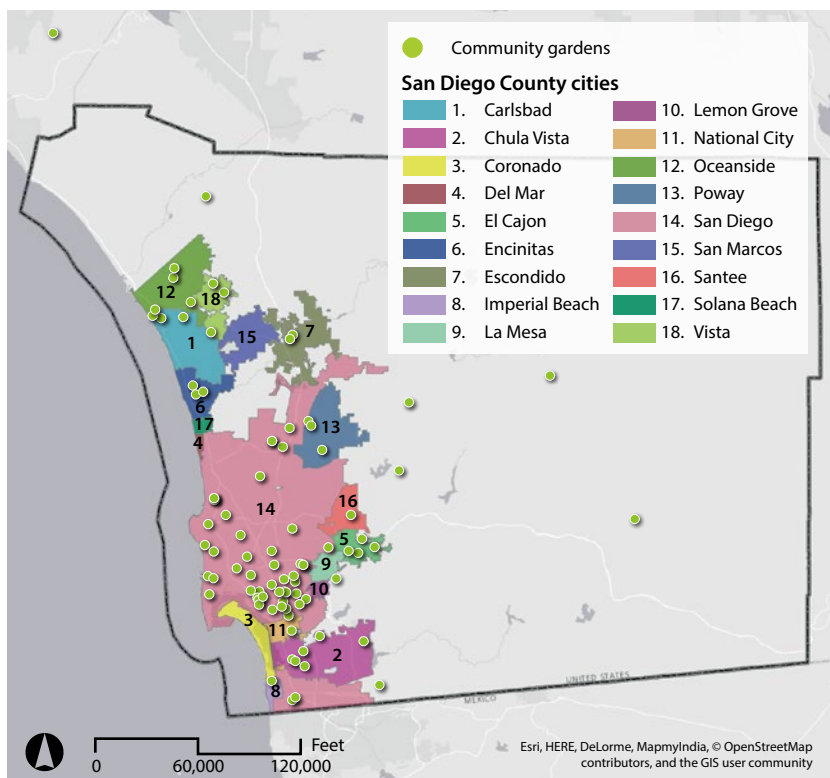 Community gardens
San Diego County cities
1. Carlsbad
2. Chula Vista
3. Coronado
4. Del Mar
5. El Cajon
6. Encinitas
7. Escondido
8. Imperial Beach
9. La Mesa
10. Lemon Grove
11. National City
12. Oceanside
13. Poway
14. San Diego
15. San Marcos
16. Santee
17. Solana Beach
18. Vista
12
18
1
15
7
6
17
4
13
14
16
5
9
10
3
11
2
8
UNITED STATES
MEXICO
Feet
0 60,000 120,000
Esri, HERE, DeLorme, MapmyIndia, © OpenStreetMap
contributors, and the GIS user community